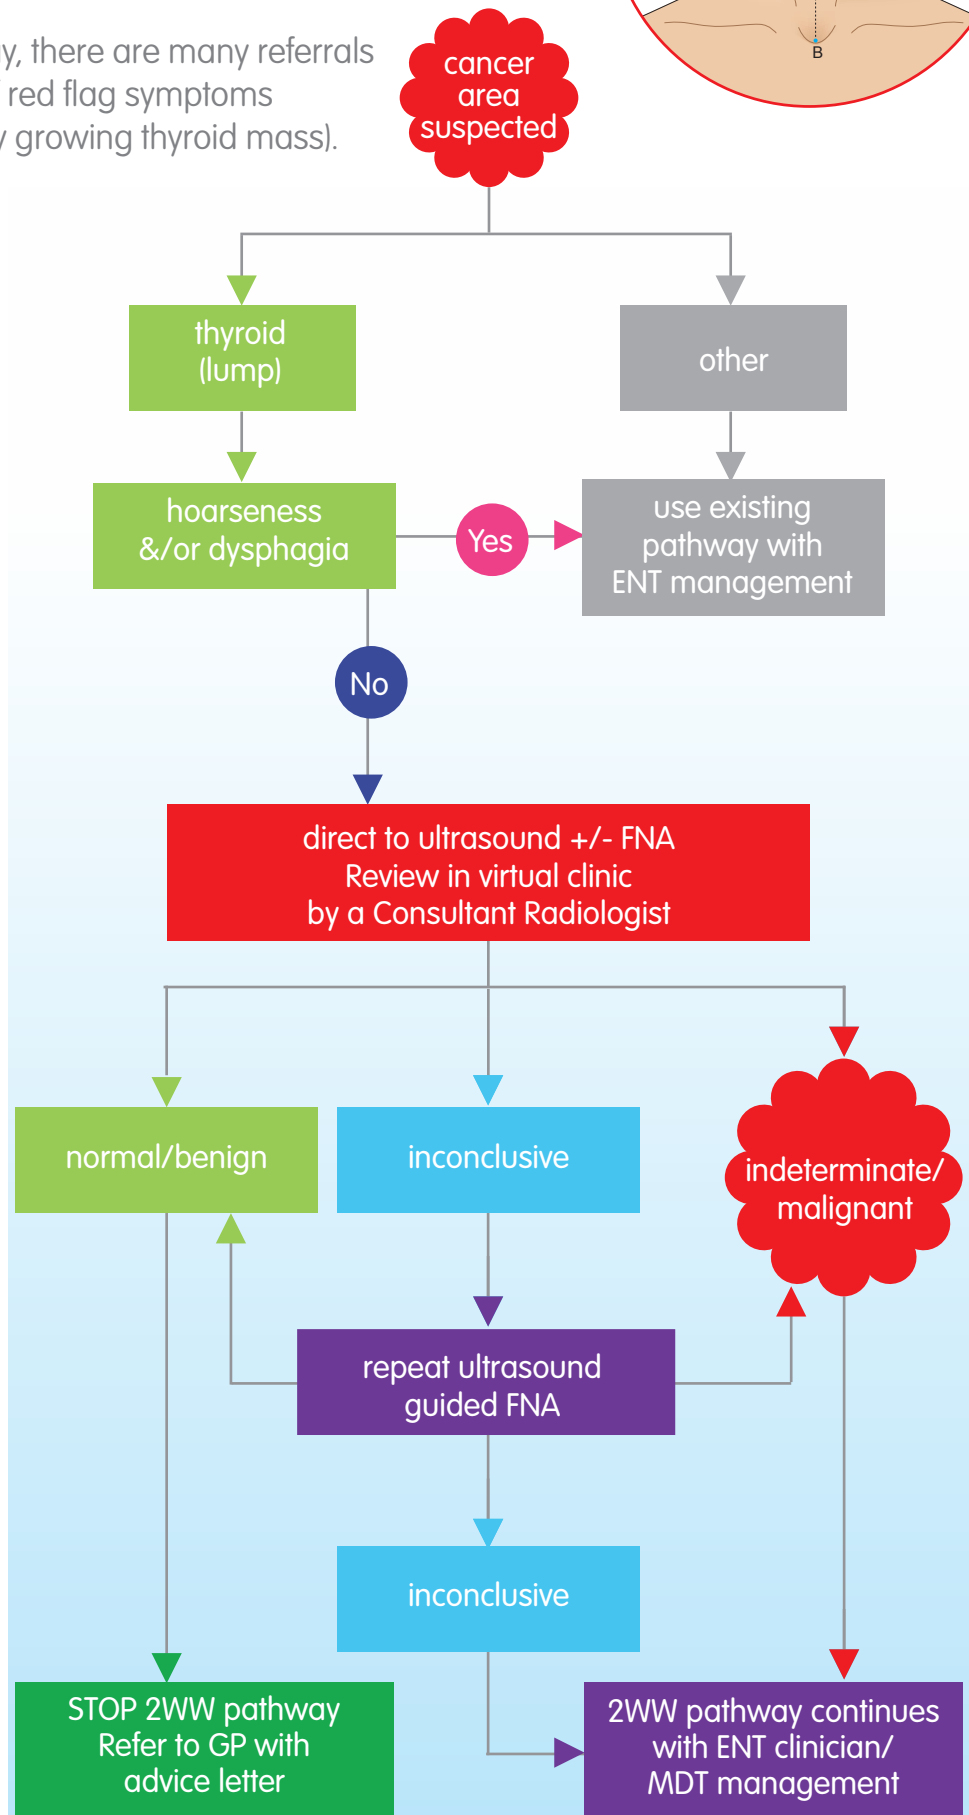 there are many referrals
red flag symptoms
growing thyroid mass).
cancer
area
suspected
B
thyroid
(lump)
other
hoarseness
&/or dysphagia
Yes
use existing
pathway with
ENT management
No
direct to ultrasound +/- FNA
Review in virtual clinic
by a Consultant Radiologist
normal/benign
inconclusive
indeterminate/
malignant
repeat ultrasound
guided FNA
inconclusive
STOP 2WW pathway
Refer to GP with
advice letter
2WW pathway continues
with ENT clinician/
MDT management